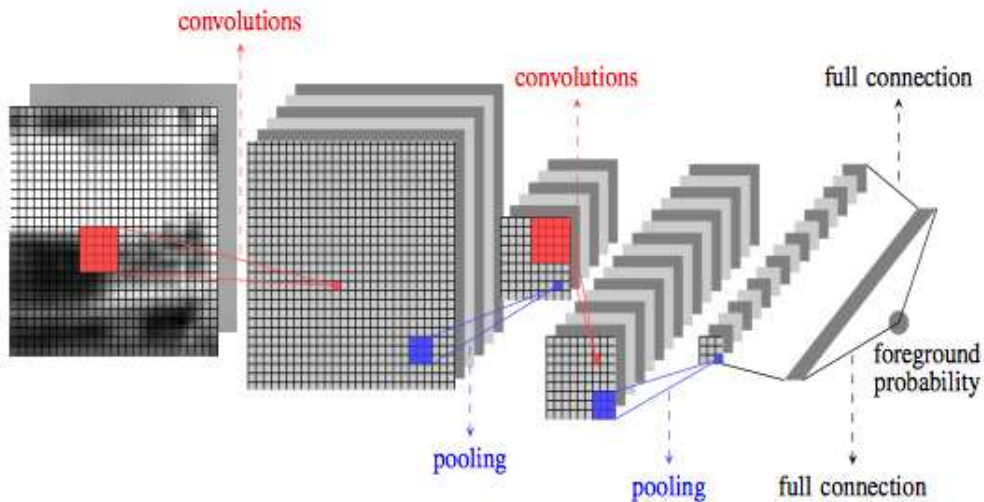 convolutions
convolutions
full connection
foreground
probability
pooling
pooling
full connection